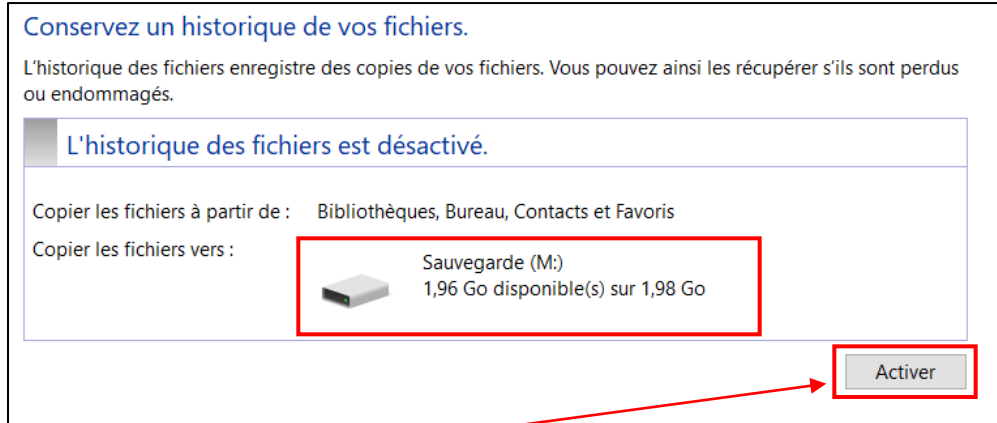 Conservez un historique de vos fichiers.
L'historique des fichiers enregistre des copies de vos fichiers. Vous pouvez ainsi les récupérer s'ils sont perdus
ou endommagés.
L'historique des fichiers est désactivé.
Copier les fichiers à partir de : Bibliothèques, Bureau, Contacts et Favoris
Copier les fichiers vers :
Sauvegarde (M:)
1,96 Go disponible(s) sur 1,98 Go
Activer